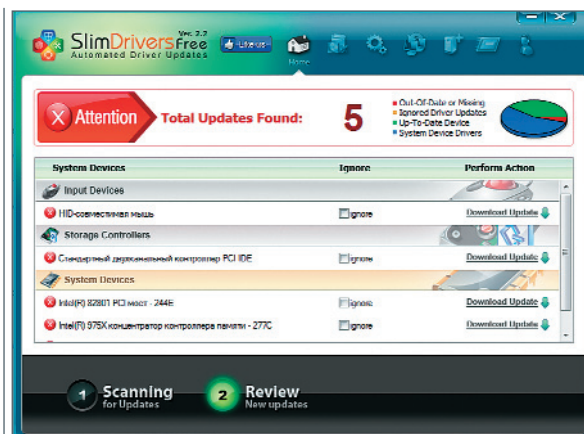 SlimDrivers Free Ver. 2.2
Automated Driver Updates
Like us
Home
Attention
Total Updates Found: 5
Out-Of-Date or Missing
Ignored Driver Updates
Up-To-Date Device
System Device Drivers
System Devices Ignore Perform Action
Input Devices
HID-совместимая мышь ignore Download Update
Storage Controllers
Стандартный двухканальный контроллер PCI IDE ignore Download Update
System Devices
Intel(R) 82801 PCI мост - 244E ignore Download Update
Intel(R) 975X концентратор контроллера памяти - 277C ignore Download Update
1 Scanning
for Updates
2 Review
New updates